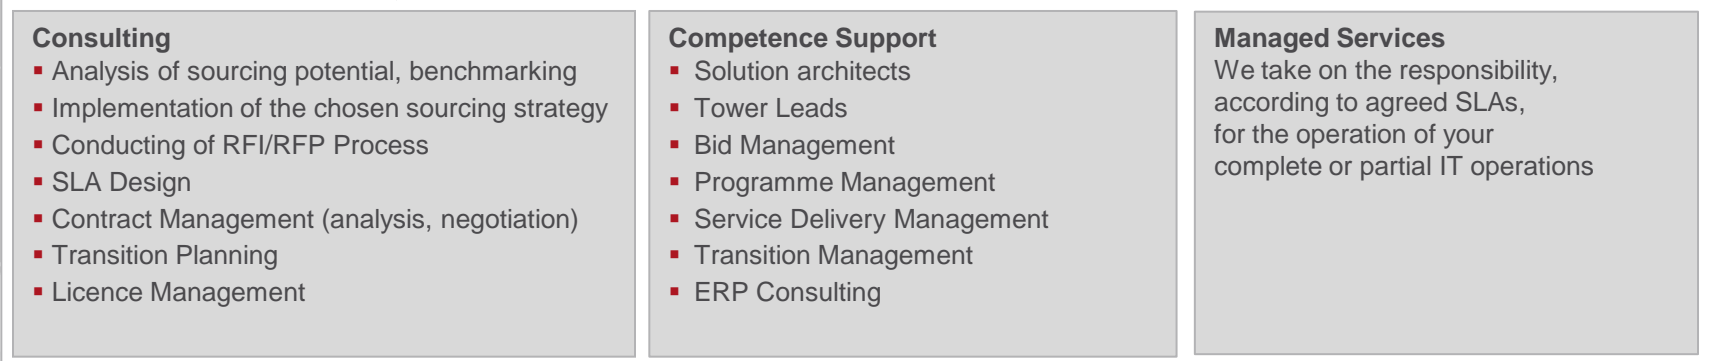 Consulting
▪ Analysis of sourcing potential, benchmarking
▪ Implementation of the chosen sourcing strategy
▪ Conducting of RFI/RFP Process
▪ SLA Design
▪ Contract Management (analysis, negotiation)
▪ Transition Planning
▪ Licence Management
Competence Support
▪ Solution architects
▪ Tower Leads
▪ Bid Management
▪ Programme Management
▪ Service Delivery Management
▪ Transition Management
▪ ERP Consulting
Managed Services
We take on the responsibility,
according to agreed SLAs,
for the operation of your
complete or partial IT operations